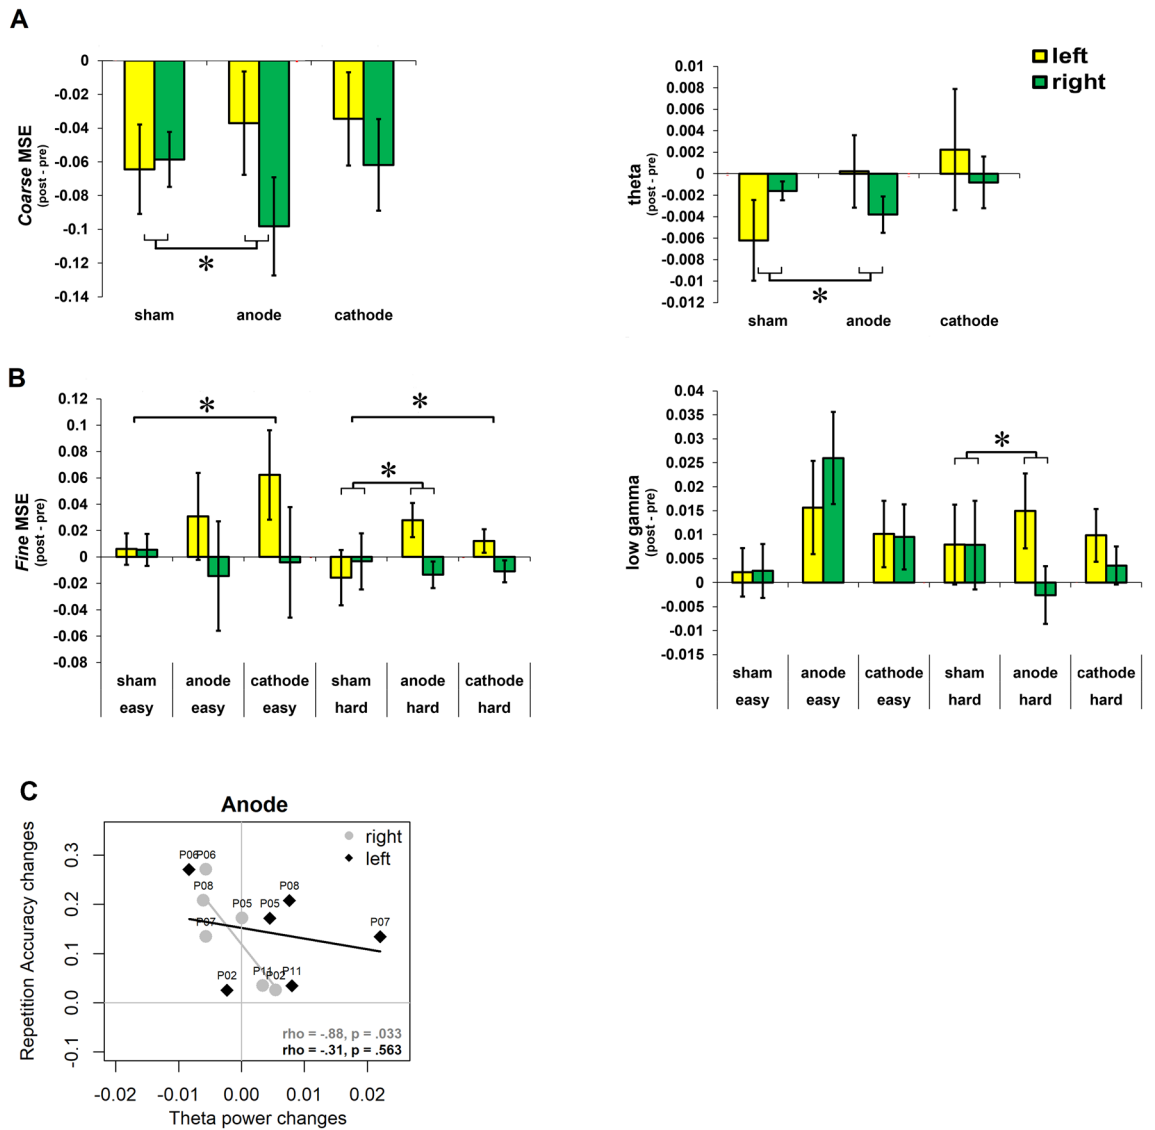 A
0
-0.02
-0.04
-0.06
-0.08
-0.1
-0.12
-0.14
Coarse MSE
(post - pre)
*
sham anode cathode
left
right
0.01
0.008
0.006
0.004
0.002
0
-0.002
-0.004
-0.006
-0.008
-0.01
-0.012
theta
(post - pre)
*
sham anode cathode
B
0.12
0.1
0.08
0.06
0.04
0.02
0
-0.02
-0.04
-0.06
-0.08
Fine MSE
(post - pre)
* *
*
sham anode cathode sham anode cathode
easy easy easy hard hard hard
0.04
0.035
0.03
0.025
0.02
0.015
0.01
0.005
0
-0.005
-0.01
-0.015
low gamma
(post - pre)
*
sham anode cathode sham anode cathode
easy easy easy hard hard hard
C
Anode
right
left
Repetition Accuracy changes
0.3
0.2
0.1
0.0
-0.1
P06 P06
P08 P08
P05 P05
P07 P07
P02 P11 P02 P11
rho = -.88, p = .033
rho = -.31, p = .563
-0.02 -0.01 0.00 0.01 0.02
Theta power changes